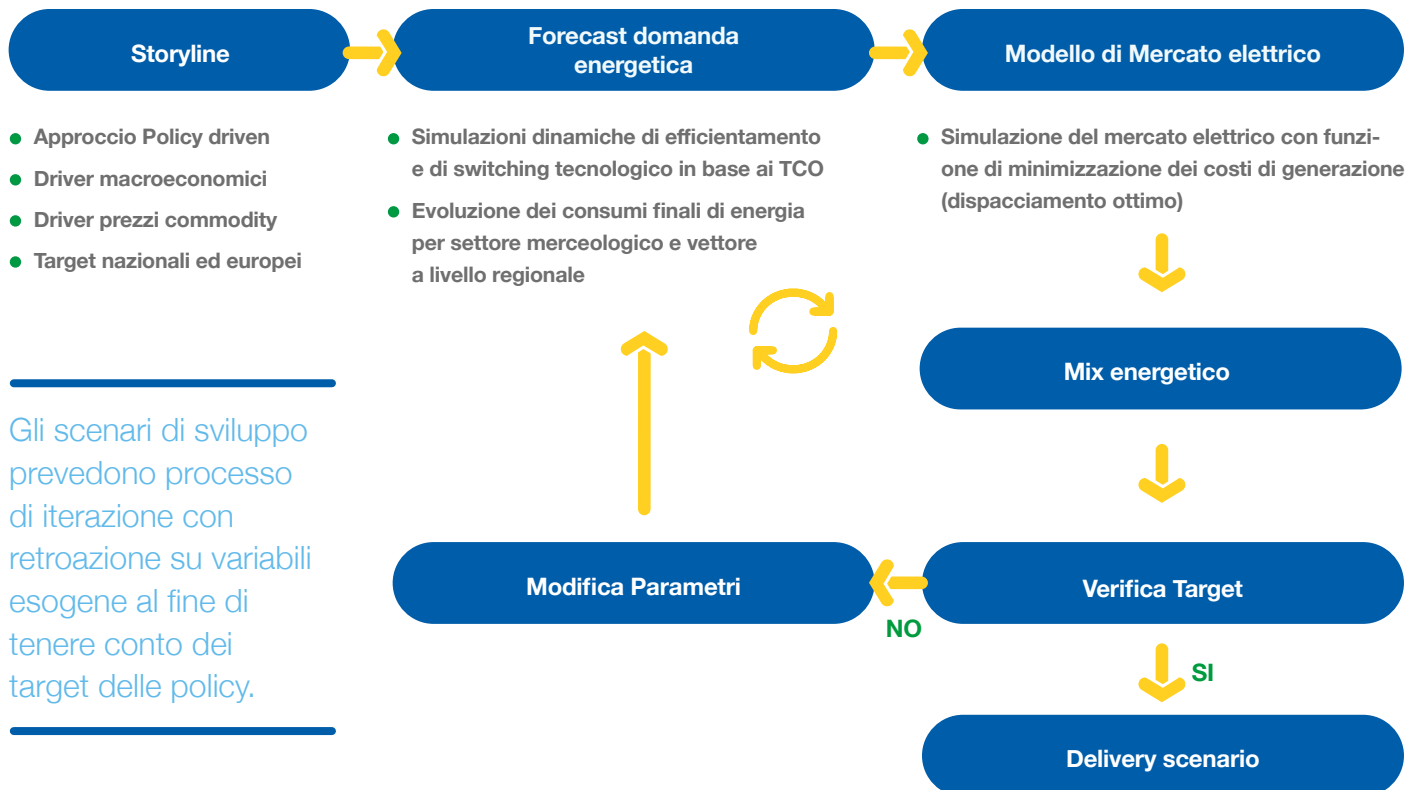 Storyline
Forecast domanda
energetica
Modello di Mercato elettrico
Approccio Policy driven
Driver macroeconomici
Driver prezzi commodity
Target nazionali ed europei
Simulazioni dinamiche di efficientamento
e di switching tecnologico in base ai TCO
Evoluzione dei consumi finali di energia
per settore merceologico e vettore
a livello regionale
Simulazione del mercato elettrico con funzi-
one di minimizzazione dei costi di generazione
(dispacciamento ottimo)
Mix energetico
Gli scenari di sviluppo
prevedono processo
di iterazione con
retroazione su variabili
esogene al fine di
tenere conto dei
target delle policy.
Modifica Parametri
NO
Verifica Target
SI
Delivery scenario